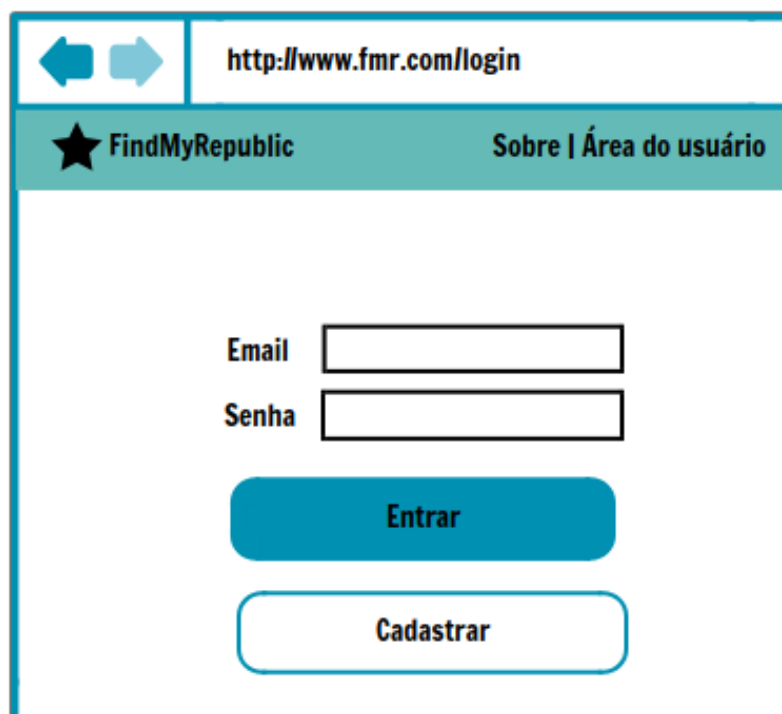 http://www.fmr.com/login
FindMyRepublic Sobre | Área do usuário
Email
Senha
Entrar
Cadastrar